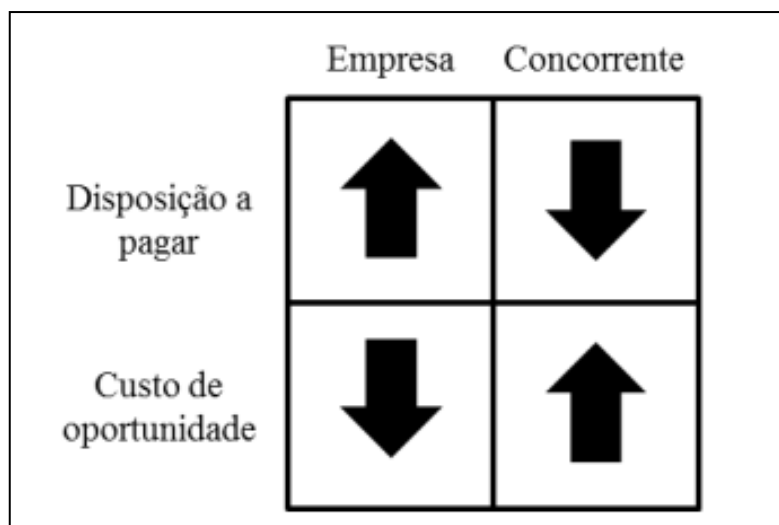 Empresa Concorrente
Disposição a
pagar
Custo de
oportunidade